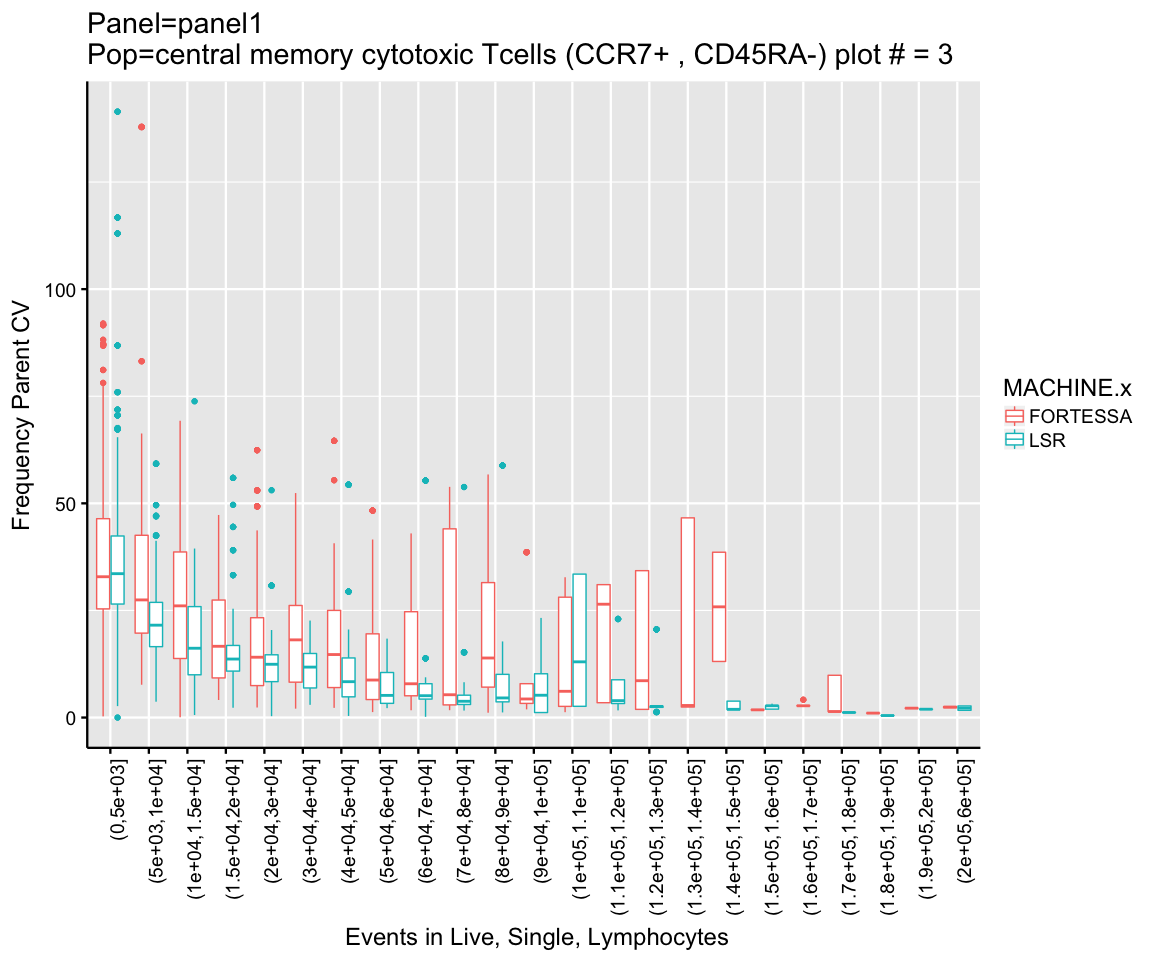 Panel=panel1
Pop=central memory cytotoxic Tcells (CCR7+ , CD45RA-) plot # = 3
Frequency Parent CV
100
50
0
MACHINE.x
FORTESSA
LSR
(0,5e+03]
(5e+03,1e+04]
(1e+04,1.5e+04]
(1.5e+04,2e+04]
(2e+04,3e+04]
(3e+04,4e+04]
(4e+04,5e+04]
(5e+04,6e+04]
(6e+04,7e+04]
(7e+04,8e+04]
(8e+04,9e+04]
(9e+04,1e+05]
(1e+05,1.1e+05]
(1.1e+05,1.2e+05]
(1.2e+05,1.3e+05]
(1.3e+05,1.4e+05]
(1.4e+05,1.5e+05]
(1.5e+05,1.6e+05]
(1.6e+05,1.7e+05]
(1.7e+05,1.8e+05]
(1.8e+05,1.9e+05]
(1.9e+05,2e+05]
(2e+05,6e+05]
Events in Live, Single, Lymphocytes